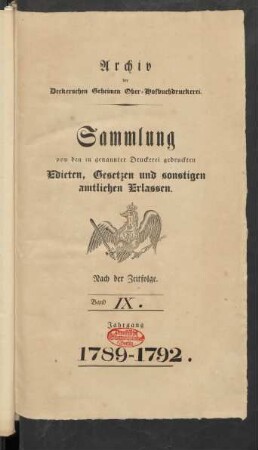 Archiv
der
Deckerschen Geheimen Ober-Hofbuchdruckerei.
Sammlung
von den in genannter Druckerei gedruckten
Edicten, Gesetzen und sonstigen
amtlichen Erlassen.
Nach der Zeitfolge.
Band IX.
Jahrgang
1789-1792.